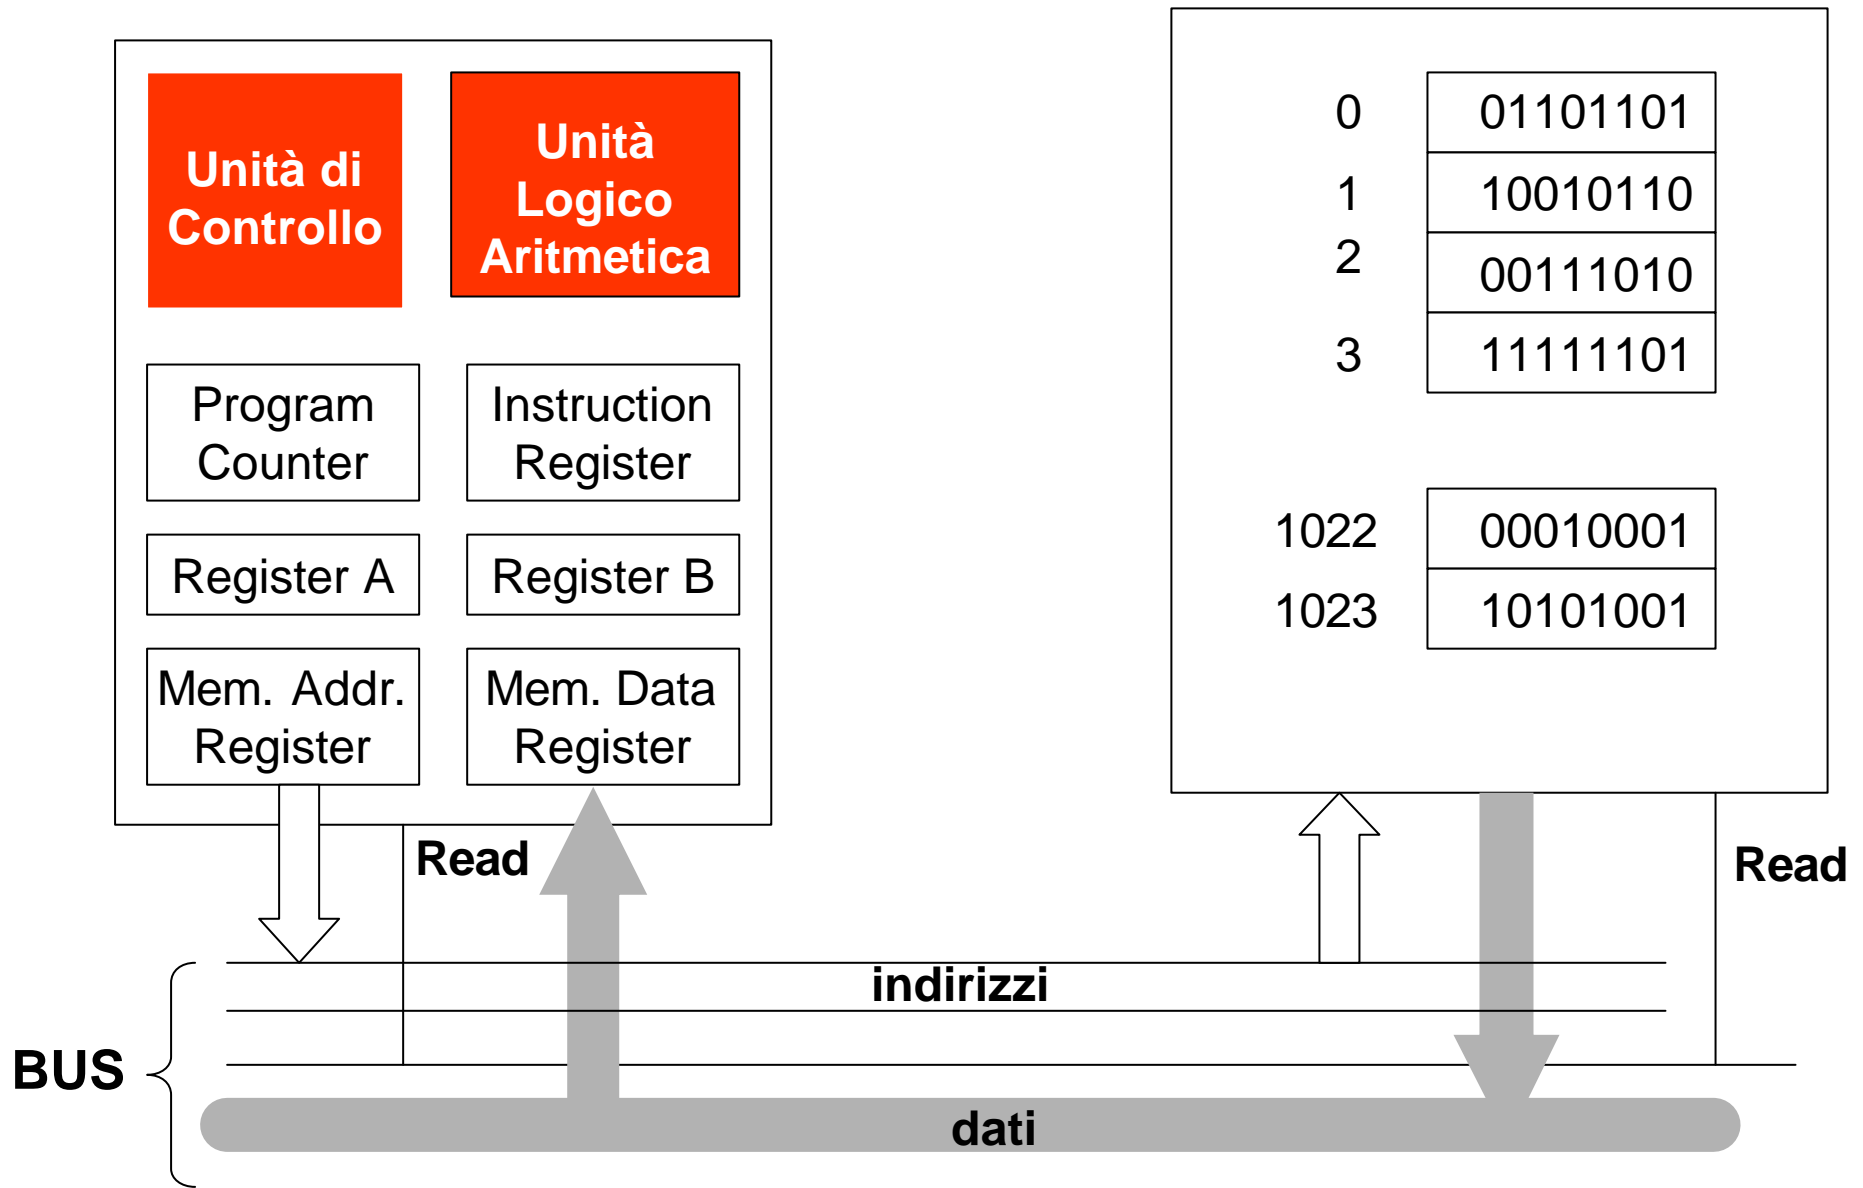 Unità di
Controllo
Unità
Logico
Aritmetica
Program
Counter
Instruction
Register
Register A
Register B
Mem. Addr.
Register
Mem. Data
Register
Read
0 01101101
1 10010110
2 00111010
3 11111101
1022 00010001
1023 10101001
Read
indirizzi
BUS
dati